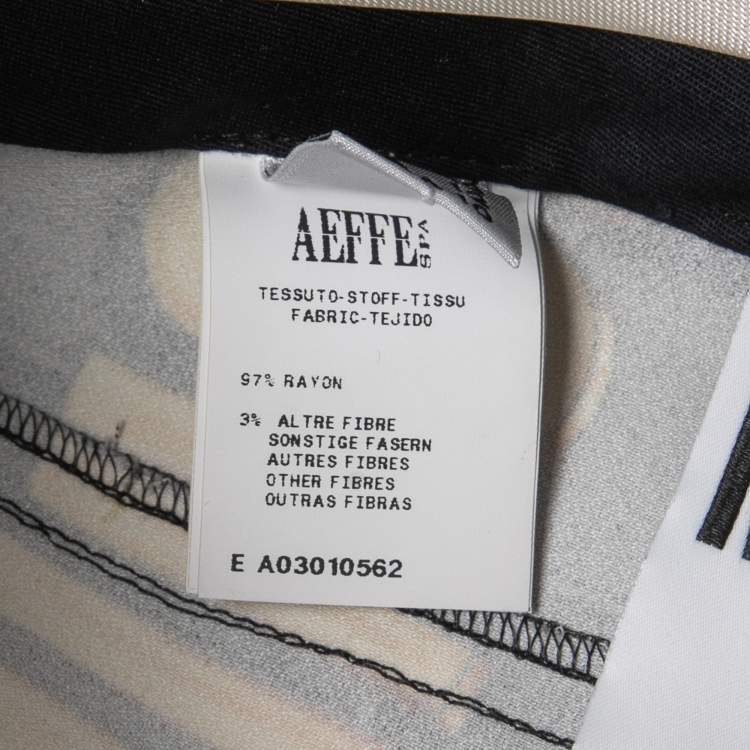 AEFFE SPA
TESSUTO-STOFF-TISSU
FABRIC-TEJIDO
97% RAYON
3% ALTRE FIBRE
SONSTIGE FASERN
AUTRES FIBRES
OTHER FIBRES
OUTRAS FIBRAS
E A03010562